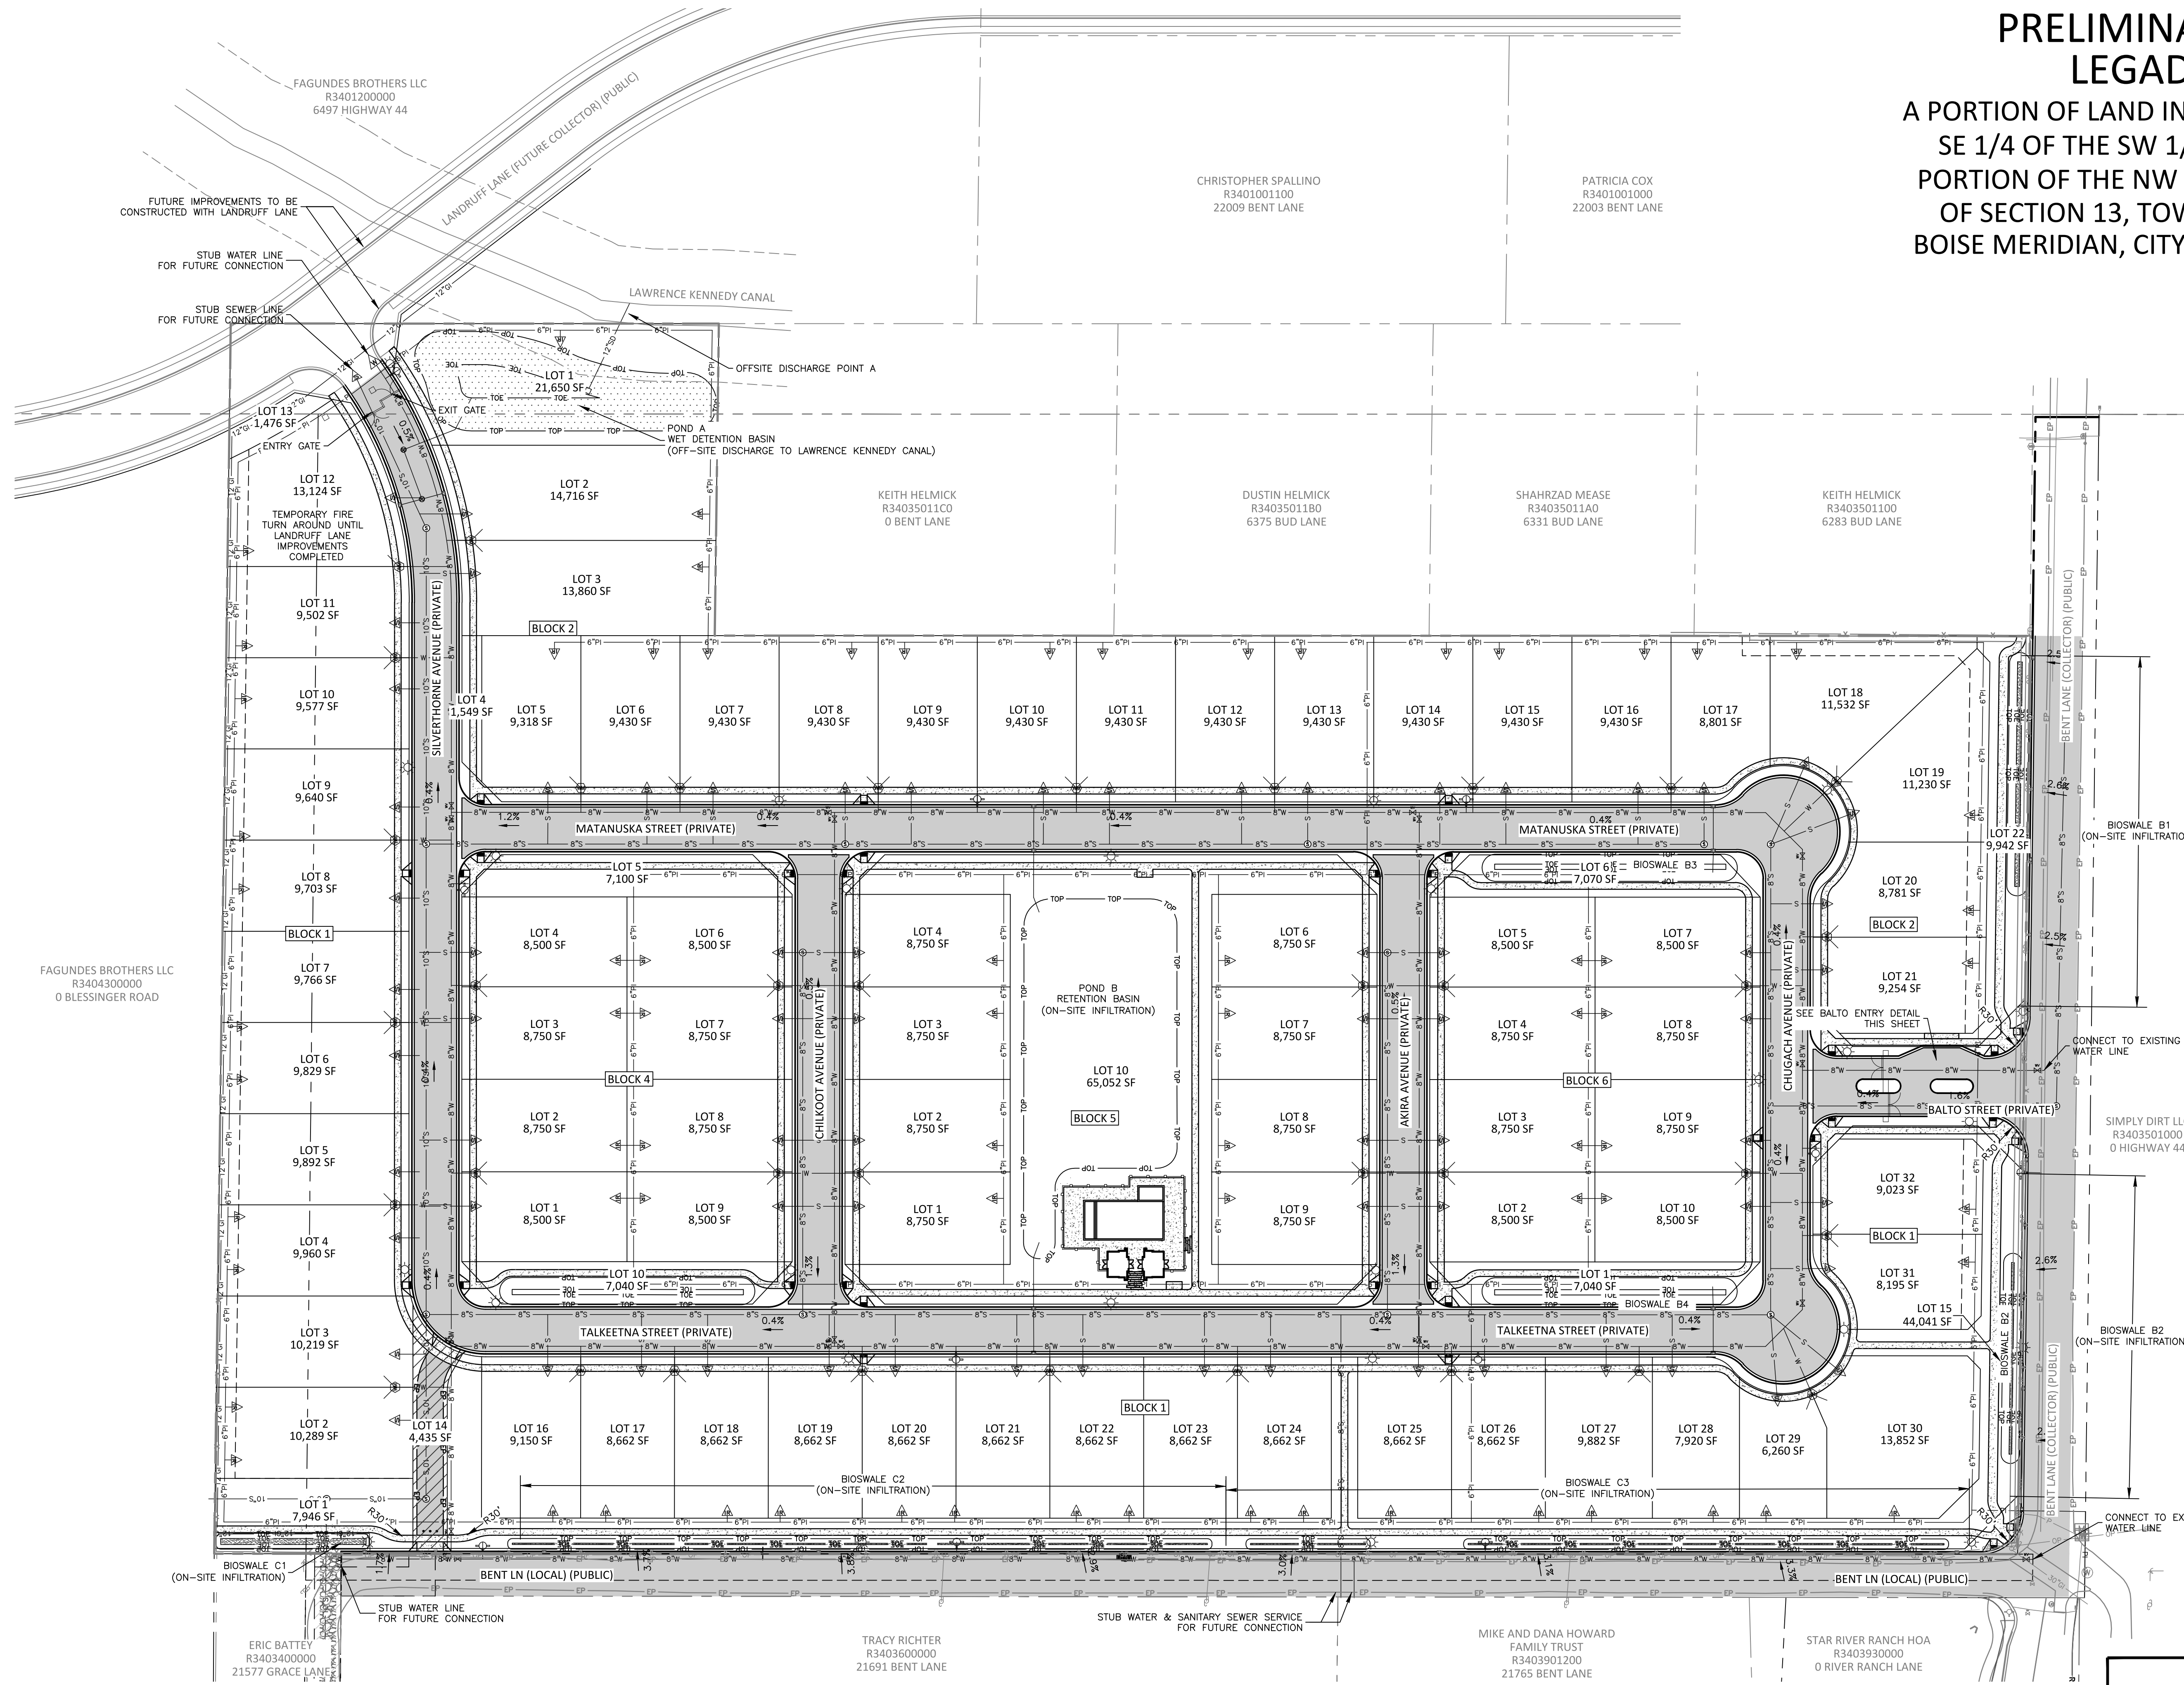 PRELIMINA
LEGAD
A PORTION OF LAND IN
SE 1/4 OF THE SW 1/
PORTION OF THE NW
OF SECTION 13, TOW
BOISE MERIDIAN, CITY
FAGUNDES BROTHERS LLC
R3401200000
6497 HIGHWAY 44
LANDRUFF LANE (FUTURE COLLECTOR) (PUBLIC)
CHRISTOPHER SPALLINO
R3401001100
22009 BENT LANE
PATRICIA COX
R3401001000
22003 BENT LANE
FUTURE IMPROVEMENTS TO BE
CONSTRUCTED WITH LANDRUFF LANE
STUB WATER LINE
FOR FUTURE CONNECTION
STUB SEWER LINE
FOR FUTURE CONNECTION
LAWRENCE KENNEDY CANAL
OFFSITE DISCHARGE POINT A
LOT 1
21,650 SF
EXIT GATE
LOT 13
1,476 SF
ENTRY GATE
POND A
WET DETENTION BASIN
(OFF-SITE DISCHARGE TO LAWRENCE KENNEDY CANAL)
LOT 12
13,124 SF
TEMPORARY FIRE
TURN AROUND UNTIL
LANDRUFF LANE
IMPROVEMENTS
COMPLETED
LOT 2
14,716 SF
LOT 3
13,860 SF
BLOCK 2
KEITH HELMICK
R34035011C0
0 BENT LANE
DUSTIN HELMICK
R34035011B0
6375 BUD LANE
SHAHRZAD MEASE
R34035011A0
6331 BUD LANE
KEITH HELMICK
R3403501100
6283 BUD LANE
BENT LANE (COLLECTOR) (PUBLIC)
LOT 11
9,502 SF
LOT 10
9,577 SF
LOT 9
9,640 SF
LOT 8
9,703 SF
BLOCK 1
LOT 7
9,766 SF
LOT 6
9,829 SF
LOT 5
9,892 SF
LOT 4
9,960 SF
LOT 3
10,219 SF
LOT 2
10,289 SF
LOT 1
7,946 SF
FAGUNDES BROTHERS LLC
R3404300000
0 BLESSINGER ROAD
SILVERTHORNE AVENUE (PRIVATE)
LOT 4
1,549 SF
LOT 5
9,318 SF
LOT 6
9,430 SF
LOT 7
9,430 SF
LOT 8
9,430 SF
LOT 9
9,430 SF
LOT 10
9,430 SF
LOT 11
9,430 SF
LOT 12
9,430 SF
LOT 13
9,430 SF
LOT 14
9,430 SF
LOT 15
9,430 SF
LOT 16
9,430 SF
LOT 17
8,801 SF
LOT 18
11,532 SF
LOT 19
11,230 SF
LOT 22
9,942 SF
BIOSWALE B1
(ON-SITE INFILTRATIO
MATANUSKA STREET (PRIVATE)
MATANUSKA STREET (PRIVATE)
1.2%
0.4%
0.4%
0.4%
LOT 5
7,100 SF
LOT 4
8,500 SF
LOT 6
8,500 SF
LOT 3
8,750 SF
LOT 7
8,750 SF
BLOCK 4
LOT 2
8,750 SF
LOT 8
8,750 SF
LOT 1
8,500 SF
LOT 9
8,500 SF
LOT 10
7,040 SF
CHILKOOT AVENUE (PRIVATE)
LOT 4
8,750 SF
LOT 3
8,750 SF
LOT 2
8,750 SF
LOT 1
8,750 SF
POND B
RETENTION BASIN
(ON-SITE INFILTRATION)
LOT 10
65,052 SF
BLOCK 5
LOT 6
8,750 SF
LOT 7
8,750 SF
LOT 8
8,750 SF
LOT 9
8,750 SF
AKIRA AVENUE (PRIVATE)
LOT 6
7,070 SF
BIOSWALE B3
LOT 5
8,500 SF
LOT 7
8,500 SF
LOT 4
8,750 SF
LOT 8
8,750 SF
BLOCK 6
LOT 3
8,750 SF
LOT 9
8,750 SF
LOT 2
8,500 SF
LOT 10
8,500 SF
LOT 1
7,040 SF
BIOSWALE B4
CHUGACH AVENUE (PRIVATE)
LOT 20
8,781 SF
BLOCK 2
LOT 21
9,254 SF
SEE BALTO ENTRY DETAIL
THIS SHEET
CONNECT TO EXISTING
WATER LINE
BALTO STREET (PRIVATE)
0.4%
1.6%
SIMPLY DIRT LL
R3403501000
0 HIGHWAY 44
LOT 32
9,023 SF
BLOCK 1
LOT 31
8,195 SF
LOT 15
44,041 SF
BIOSWALE B2
BIOSWALE B2
(ON-SITE INFILTRATION
BENT LANE (COLLECTOR) (PUBLIC)
TALKEETNA STREET (PRIVATE)
TALKEETNA STREET (PRIVATE)
0.4%
0.4%
0.4%
LOT 14
4,435 SF
LOT 16
9,150 SF
LOT 17
8,662 SF
LOT 18
8,662 SF
LOT 19
8,662 SF
LOT 20
8,662 SF
LOT 21
8,662 SF
LOT 22
8,662 SF
LOT 23
8,662 SF
LOT 24
8,662 SF
BLOCK 1
LOT 25
8,662 SF
LOT 26
8,662 SF
LOT 27
9,882 SF
LOT 28
7,920 SF
LOT 29
6,260 SF
LOT 30
13,852 SF
BIOSWALE C2
(ON-SITE INFILTRATION)
BIOSWALE C3
(ON-SITE INFILTRATION)
CONNECT TO EX
WATER LINE
BIOSWALE C1
(ON-SITE INFILTRATION)
BENT LN (LOCAL) (PUBLIC)
BENT LN (LOCAL) (PUBLIC)
STUB WATER LINE
FOR FUTURE CONNECTION
STUB WATER & SANITARY SEWER SERVICE
FOR FUTURE CONNECTION
ERIC BATTEY
R3403400000
21577 GRACE LANE
TRACY RICHTER
R3403600000
21691 BENT LANE
MIKE AND DANA HOWARD
FAMILY TRUST
R3403901200
21765 BENT LANE
STAR RIVER RANCH HOA
R3403930000
0 RIVER RANCH LANE